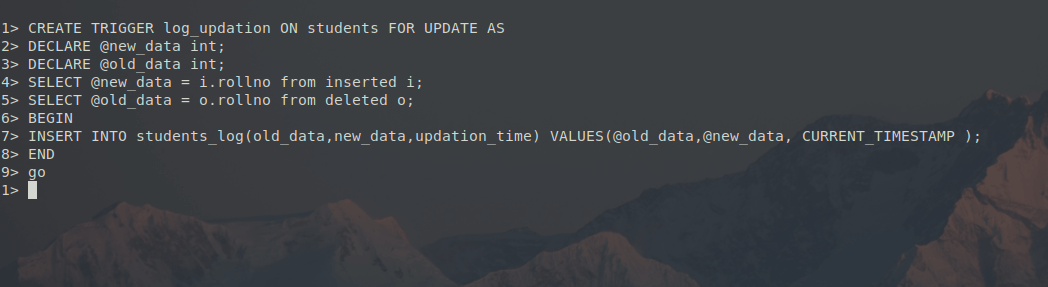 1> CREATE TRIGGER log_updation ON students FOR UPDATE AS
2> DECLARE @new_data int;
3> DECLARE @old_data int;
4> SELECT @new_data = i.rollno from inserted i;
5> SELECT @old_data = o.rollno from deleted o;
6> BEGIN
7> INSERT INTO students_log(old_data,new_data,updation_time) VALUES(@old_data,@new_data, CURRENT_TIMESTAMP );
8> END
9> go
1>